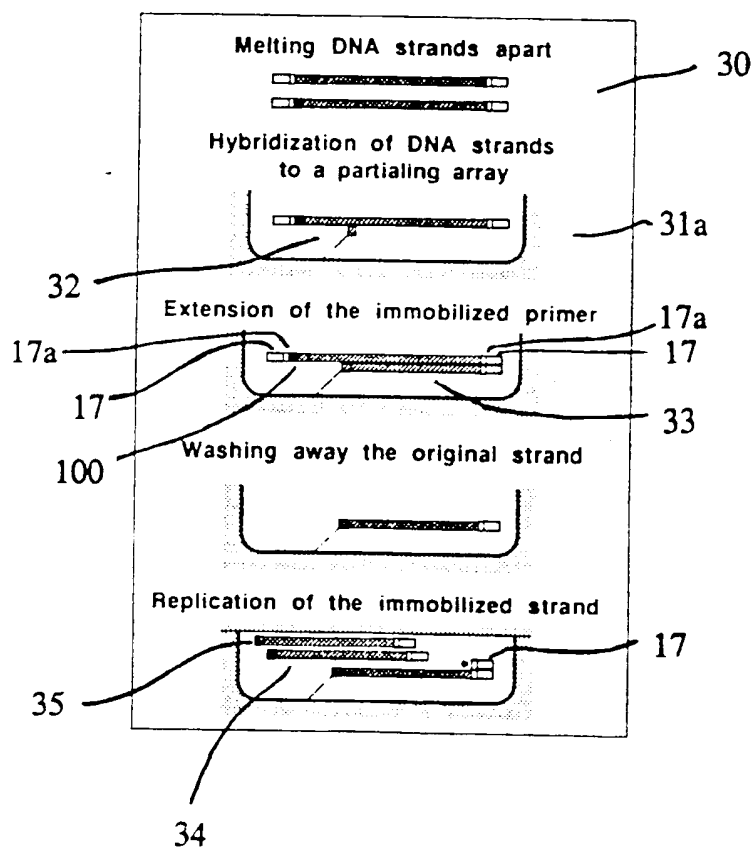 Melting DNA strands apart
30
Hybridization of DNA strands
to a partialing array
31a
32
Extension of the immobilized primer
17a
17a
17
17
33
100
Washing away the original strand
Replication of the immobilized strand
17
35
34